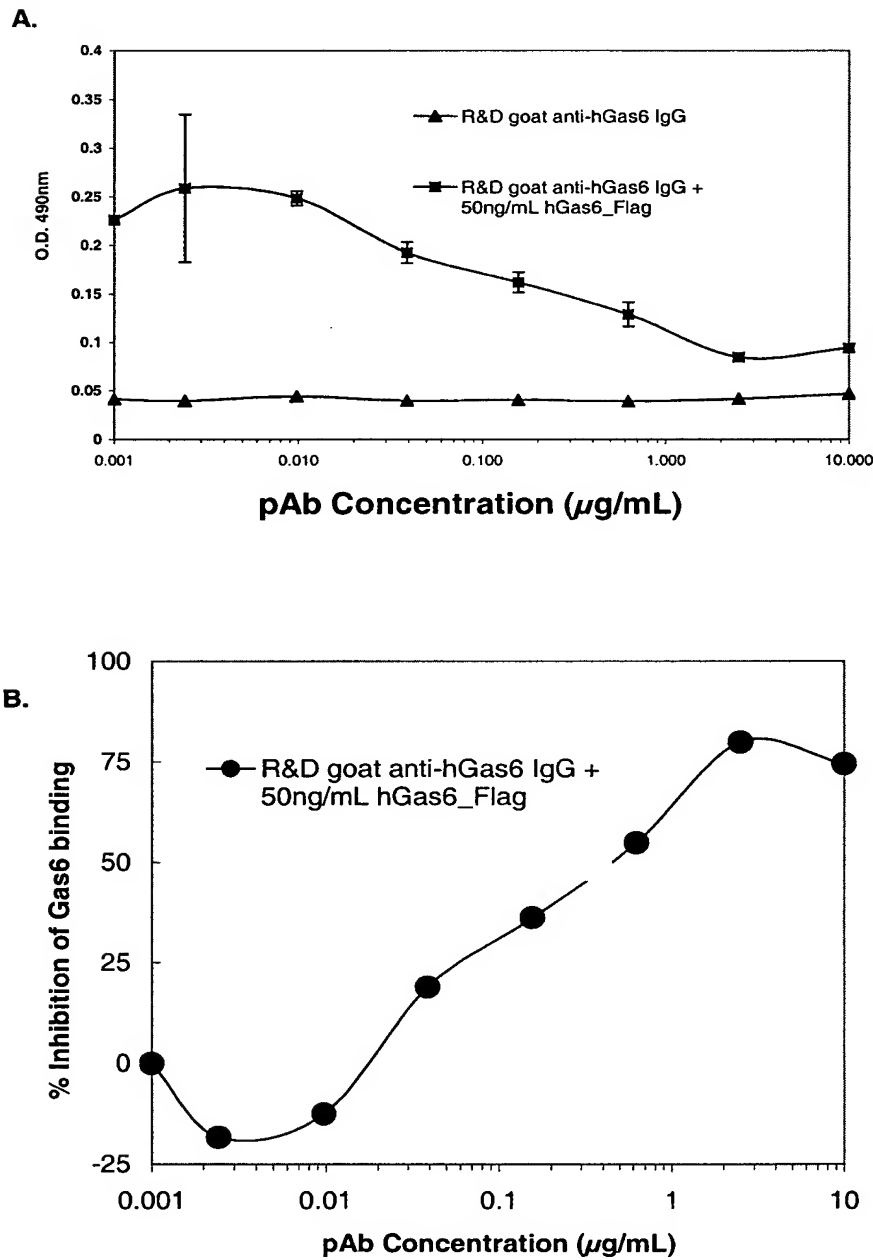 A.
0.4
0.35
0.3
0.25
0.2
0.15
0.1
0.05
0
O.D. 490nm
R&D goat anti-hGas6 IgG
R&D goat anti-hGas6 IgG +
50ng/mL hGas6_Flag
0.001
0.010
0.100
1.000
10.000
pAb Concentration (µg/mL)
B.
100
75
50
25
0
-25
% Inhibition of Gas6 binding
R&D goat anti-hGas6 IgG +
50ng/mL hGas6_Flag
0.001
0.01
0.1
1
10
pAb Concentration (µg/mL)